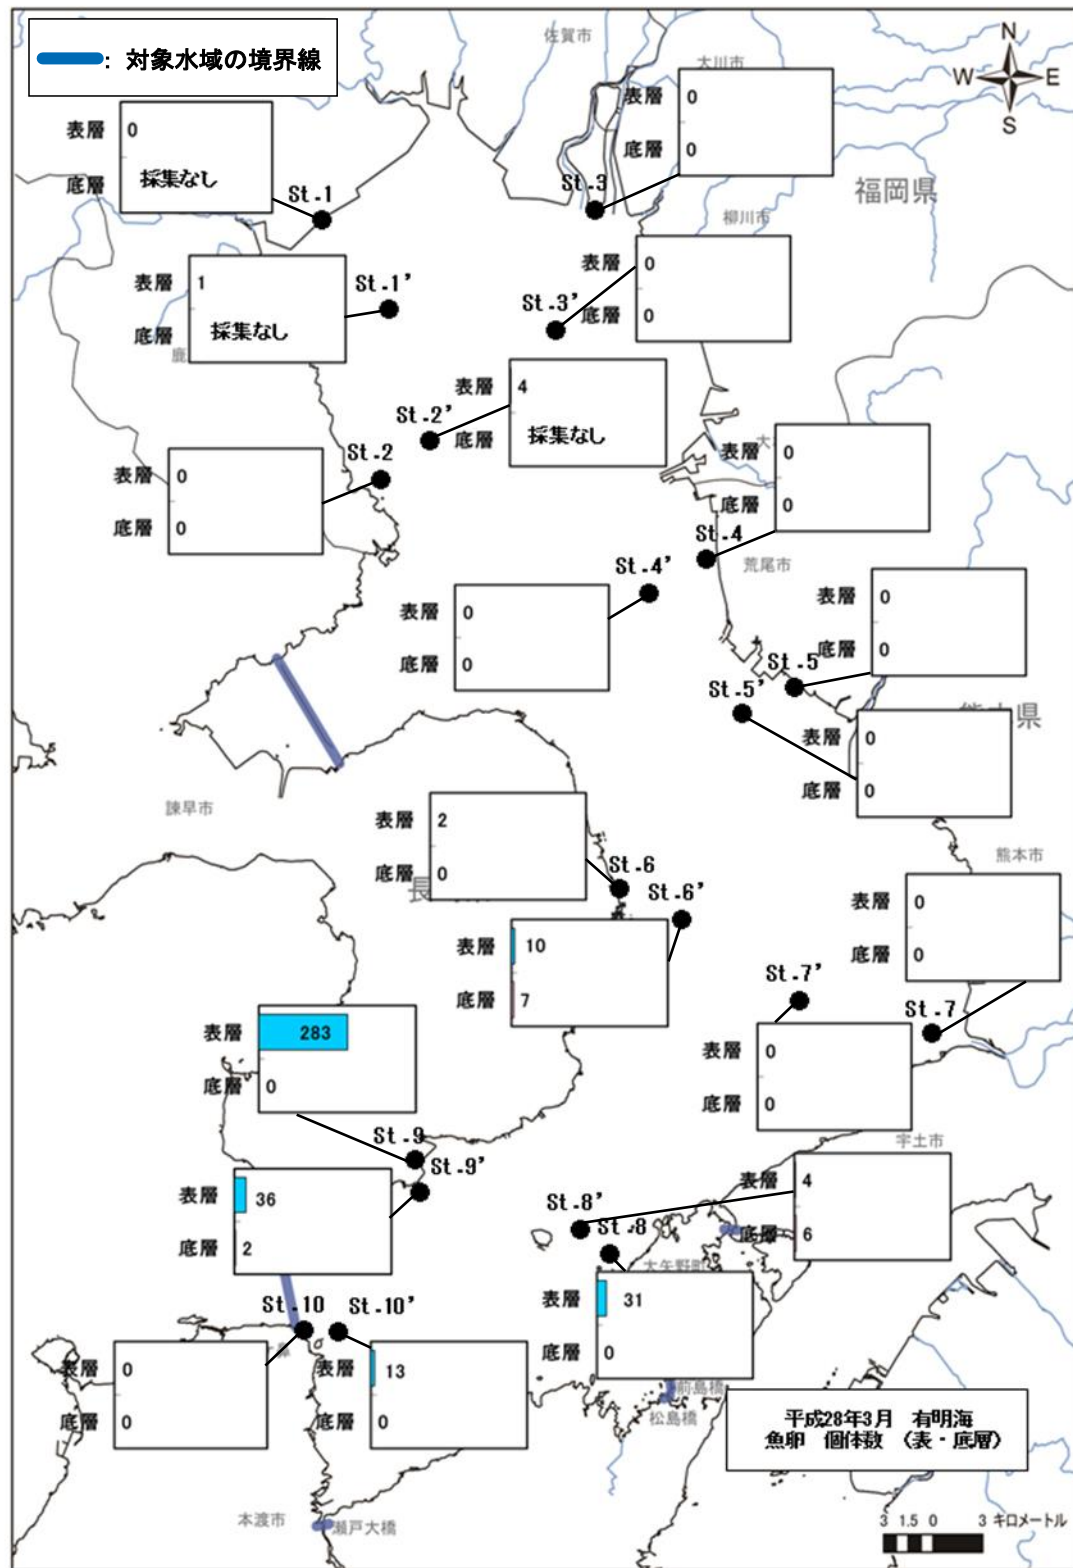 : 対象水域の境界線
佐賀市
N
W
E
S
大川市
表層 0
底層 0
St.3
表層 0
底層 採集なし
St.1
福岡県
柳川市
表層 0
底層 0
St.3'
表層 1
底層 採集なし
St.1'
鹿
表層 4
底層 採集なし
St.2'
St.2
表層 0
底層 0
大
表層 0
底層 0
St.4
荒尾市
St.4'
表層 0
底層 0
表層 0
底層 0
St.5
St.5'
県
表層 0
底層 0
諫早市
表層 2
底層 0
St.6
長
熊本市
St.6'
表層 10
底層 7
表層 0
底層 0
St.7'
St.7
表層 0
底層 0
表層 283
底層 0
St.9
St.9'
宇土市
表層 36
底層 2
St.8'
表層 4
底層 6
St.8
大矢野町
表層 31
底層 0
St.10
St.10'
表層 0
底層 0
表層 13
底層 0
前島橋
松島橋
平成28年3月 有明海
魚卵 個体数 (表・底層)
本渡市
瀬戸大橋
3 1.5 0 3 キロメートル